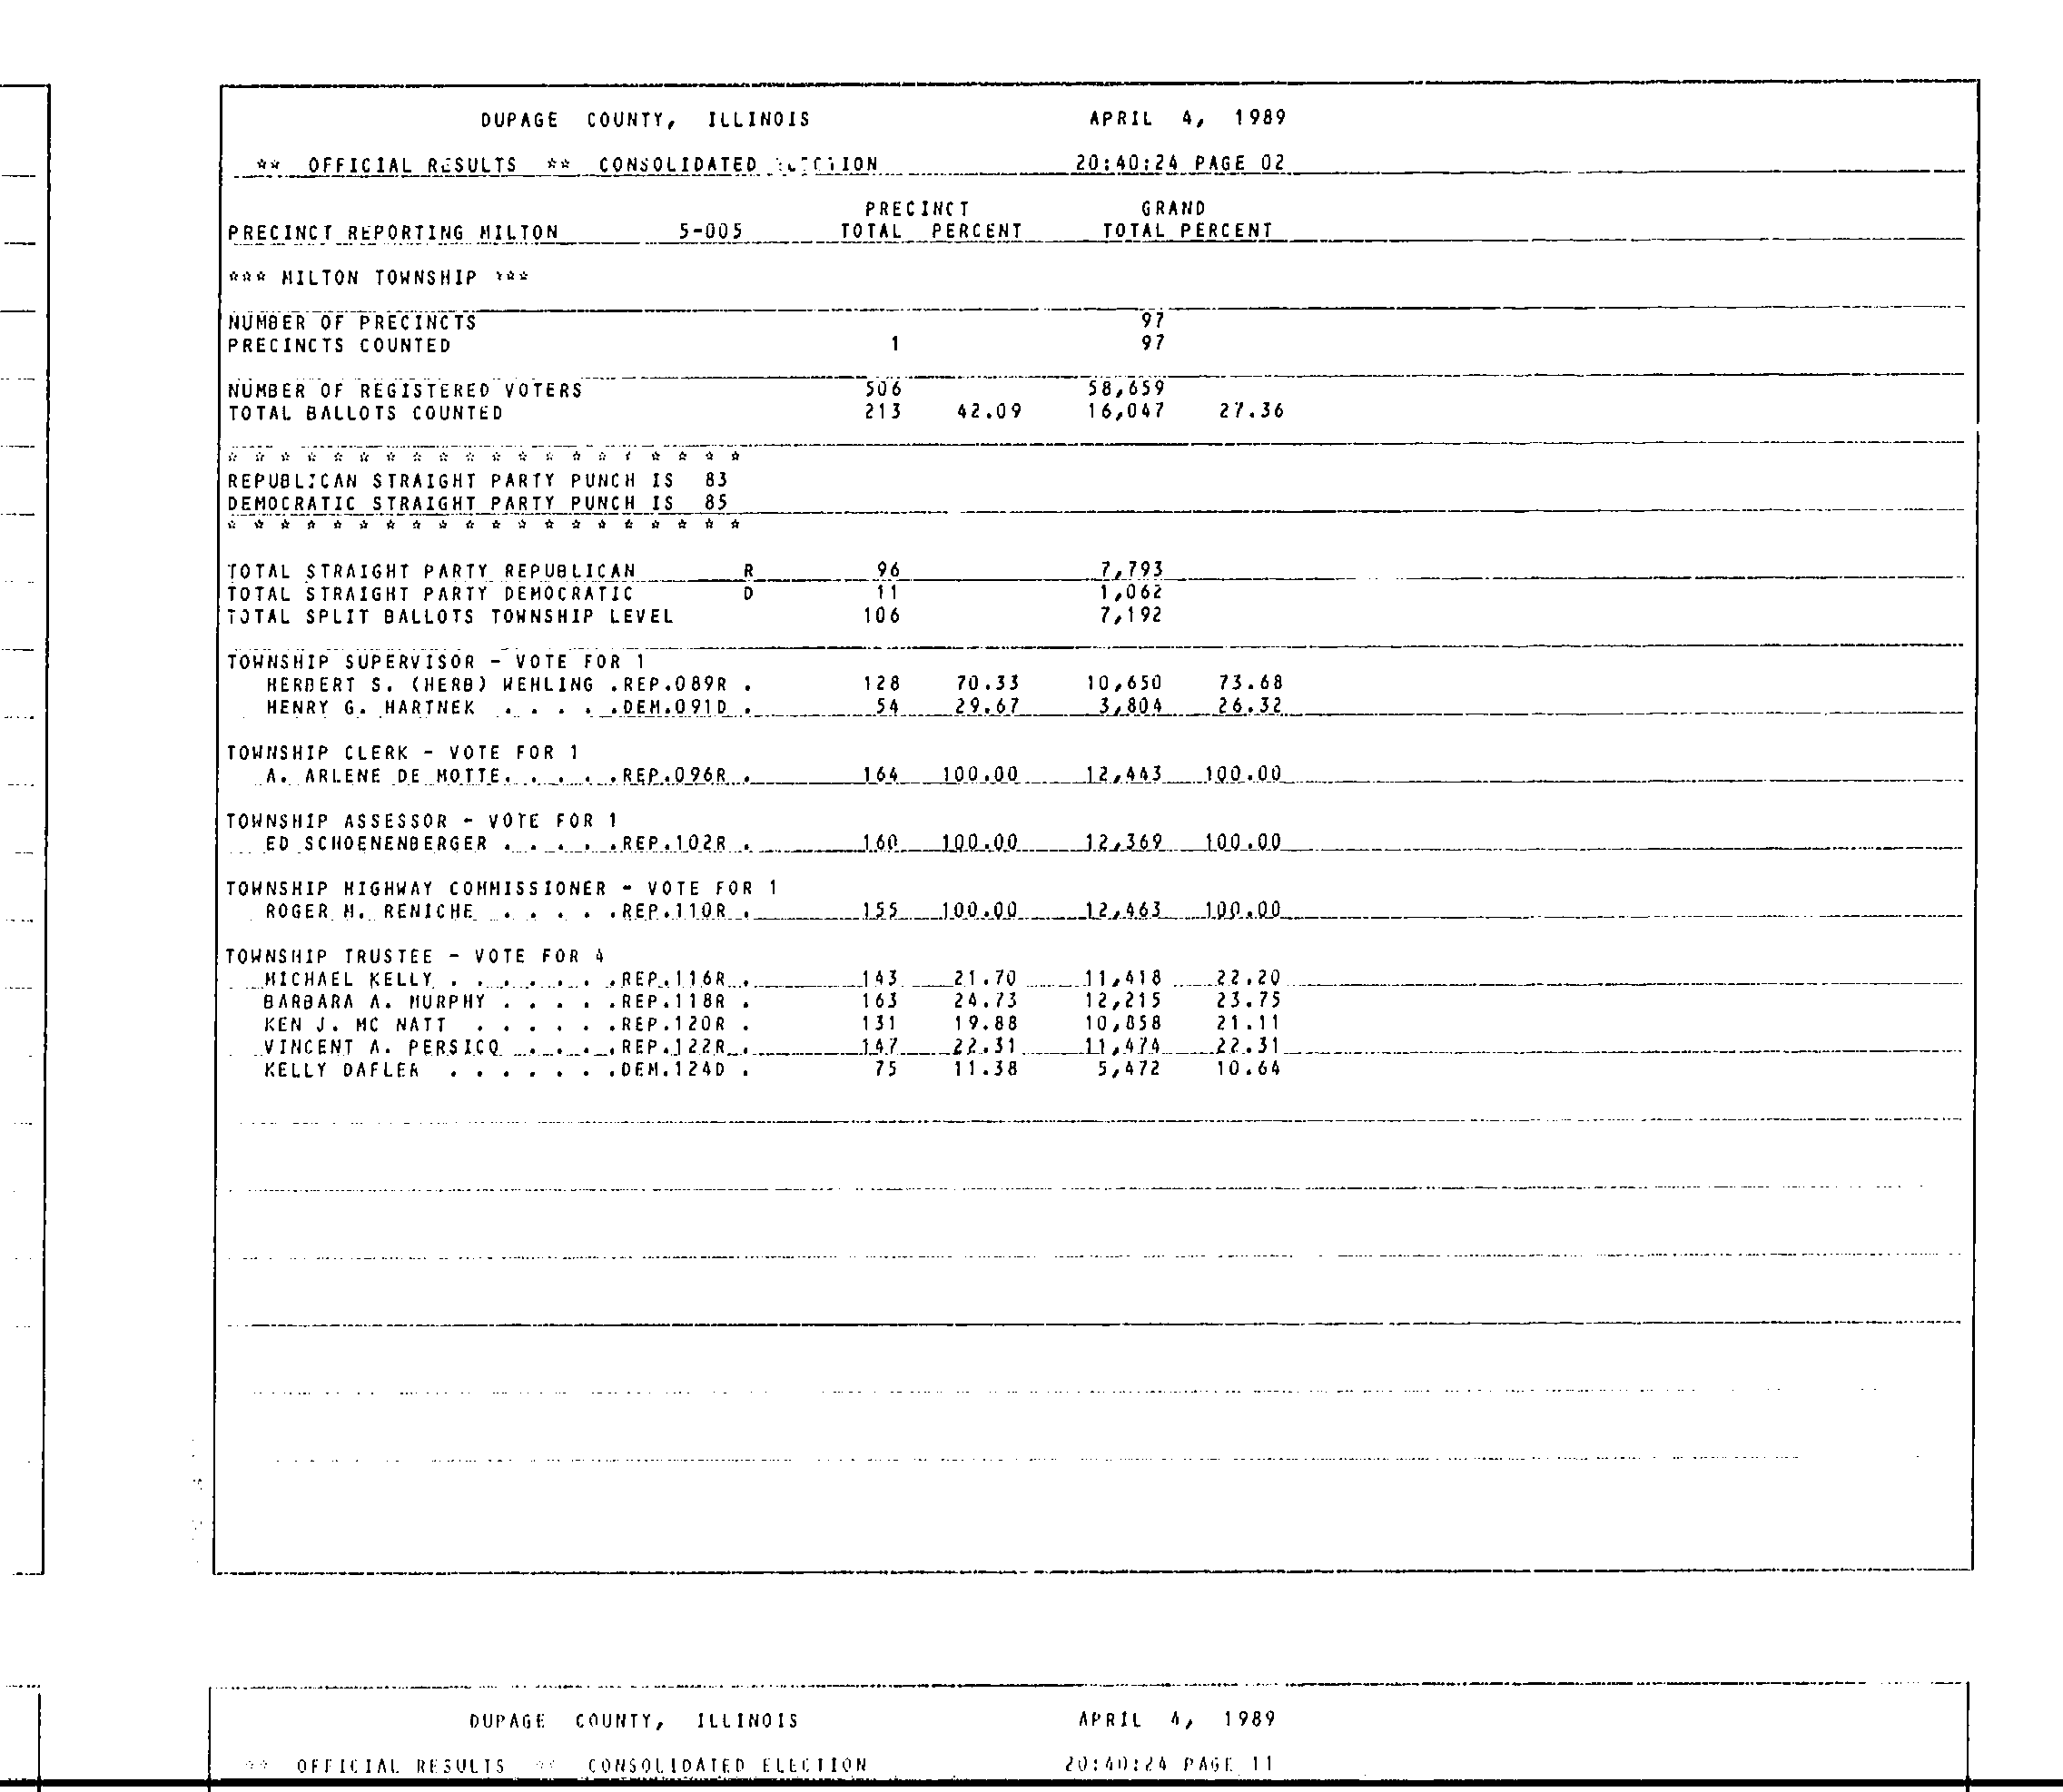 DUPAGE COUNTY, ILLINOIS APRIL 4, 1989
** OFFICIAL RESULTS ** CONSOLIDATED ELECTION 20:40:24 PAGE 02
PRECINCT GRAND
PRECINCT REPORTING MILTON 5-005 TOTAL PERCENT TOTAL PERCENT
*** MILTON TOWNSHIP ***
NUMBER OF PRECINCTS 97
PRECINCTS COUNTED 1 97
NUMBER OF REGISTERED VOTERS 506 58,659
TOTAL BALLOTS COUNTED 213 42.09 16,047 27.36
* * * * * * * * * * * * * * * * * * * *
REPUBLICAN STRAIGHT PARTY PUNCH IS 83
DEMOCRATIC STRAIGHT PARTY PUNCH IS 85
* * * * * * * * * * * * * * * * * * * *
TOTAL STRAIGHT PARTY REPUBLICAN R 96 7,793
TOTAL STRAIGHT PARTY DEMOCRATIC D 11 1,062
TOTAL SPLIT BALLOTS TOWNSHIP LEVEL 106 7,192
TOWNSHIP SUPERVISOR - VOTE FOR 1
HERBERT S. (HERB) WEHLING .REP.089R . 128 70.33 10,650 73.68
HENRY G. HARTNEK . . . . .DEM.091D . 54 29.67 3,804 26.32
TOWNSHIP CLERK - VOTE FOR 1
A. ARLENE DE MOTTE. . . . .REP.096R . 164 100.00 12,443 100.00
TOWNSHIP ASSESSOR - VOTE FOR 1
ED SCHOENENBERGER . . . . .REP.102R . 160 100.00 12,369 100.00
TOWNSHIP HIGHWAY COMMISSIONER - VOTE FOR 1
ROGER M. RENICHE . . . . .REP.110R . 155 100.00 12,463 100.00
TOWNSHIP TRUSTEE - VOTE FOR 4
MICHAEL KELLY . . . . . . .REP.116R . 143 21.70 11,418 22.20
BARBARA A. MURPHY . . . . .REP.118R . 163 24.73 12,215 23.75
KEN J. MC NATT . . . . . .REP.120R . 131 19.88 10,858 21.11
VINCENT A. PERSICO . . . . .REP.122R . 147 22.31 11,474 22.31
KELLY DAFLER . . . . . . .DEM.124D . 75 11.38 5,472 10.64
DUPAGE COUNTY, ILLINOIS APRIL 4, 1989
** OFFICIAL RESULTS ** CONSOLIDATED ELECTION 20:40:24 PAGE 11